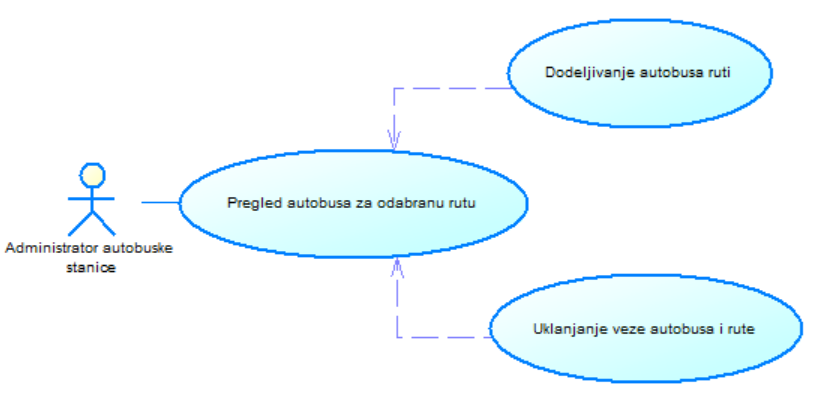 Dodeljivanje autobusa ruti
Pregled autobusa za odabranu rutu
Administrator autobuske
stanice
Uklanjanje veze autobusa i rute